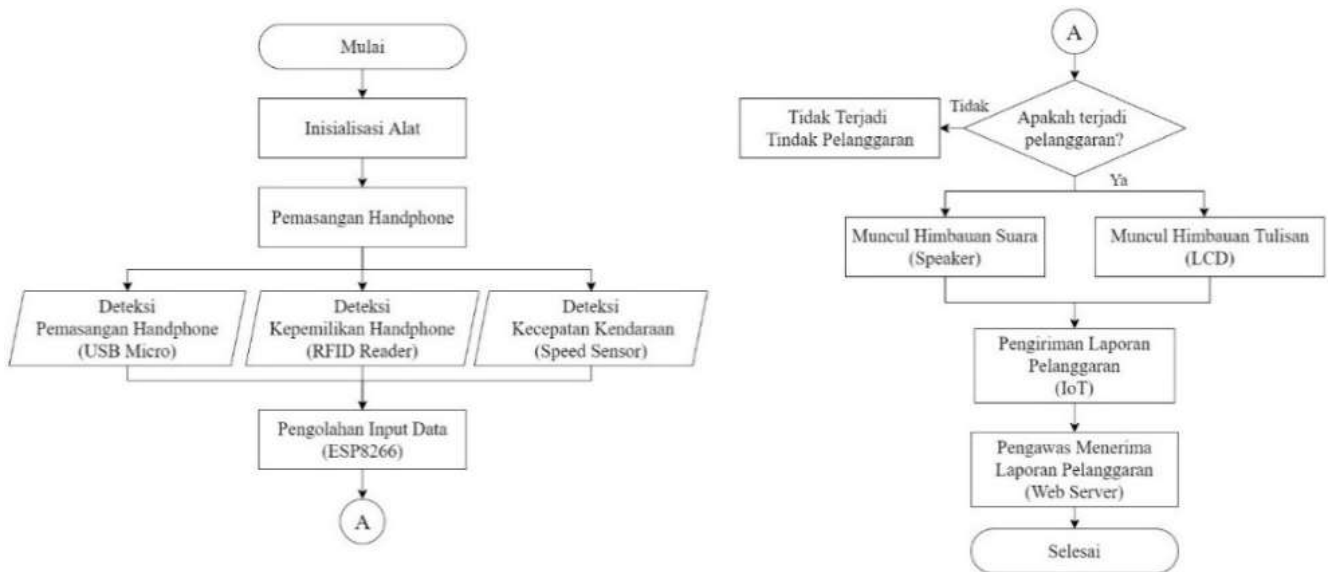 Mulai
Inisialisasi Alat
Pemasangan Handphone
Deteksi
Pemasangan Handphone
(USB Micro)
Deteksi
Kepemilikan Handphone
(RFID Reader)
Deteksi
Kecepatan Kendaraan
(Speed Sensor)
Pengolahan Input Data
(ESP8266)
A
A
Apakah terjadi
pelanggaran?
Tidak
Tidak Terjadi
Tindak Pelanggaran
Ya
Muncul Himbauan Suara
(Speaker)
Muncul Himbauan Tulisan
(LCD)
Pengiriman Laporan
Pelanggaran
(IoT)
Pengawas Menerima
Laporan Pelanggaran
(Web Server)
Selesai